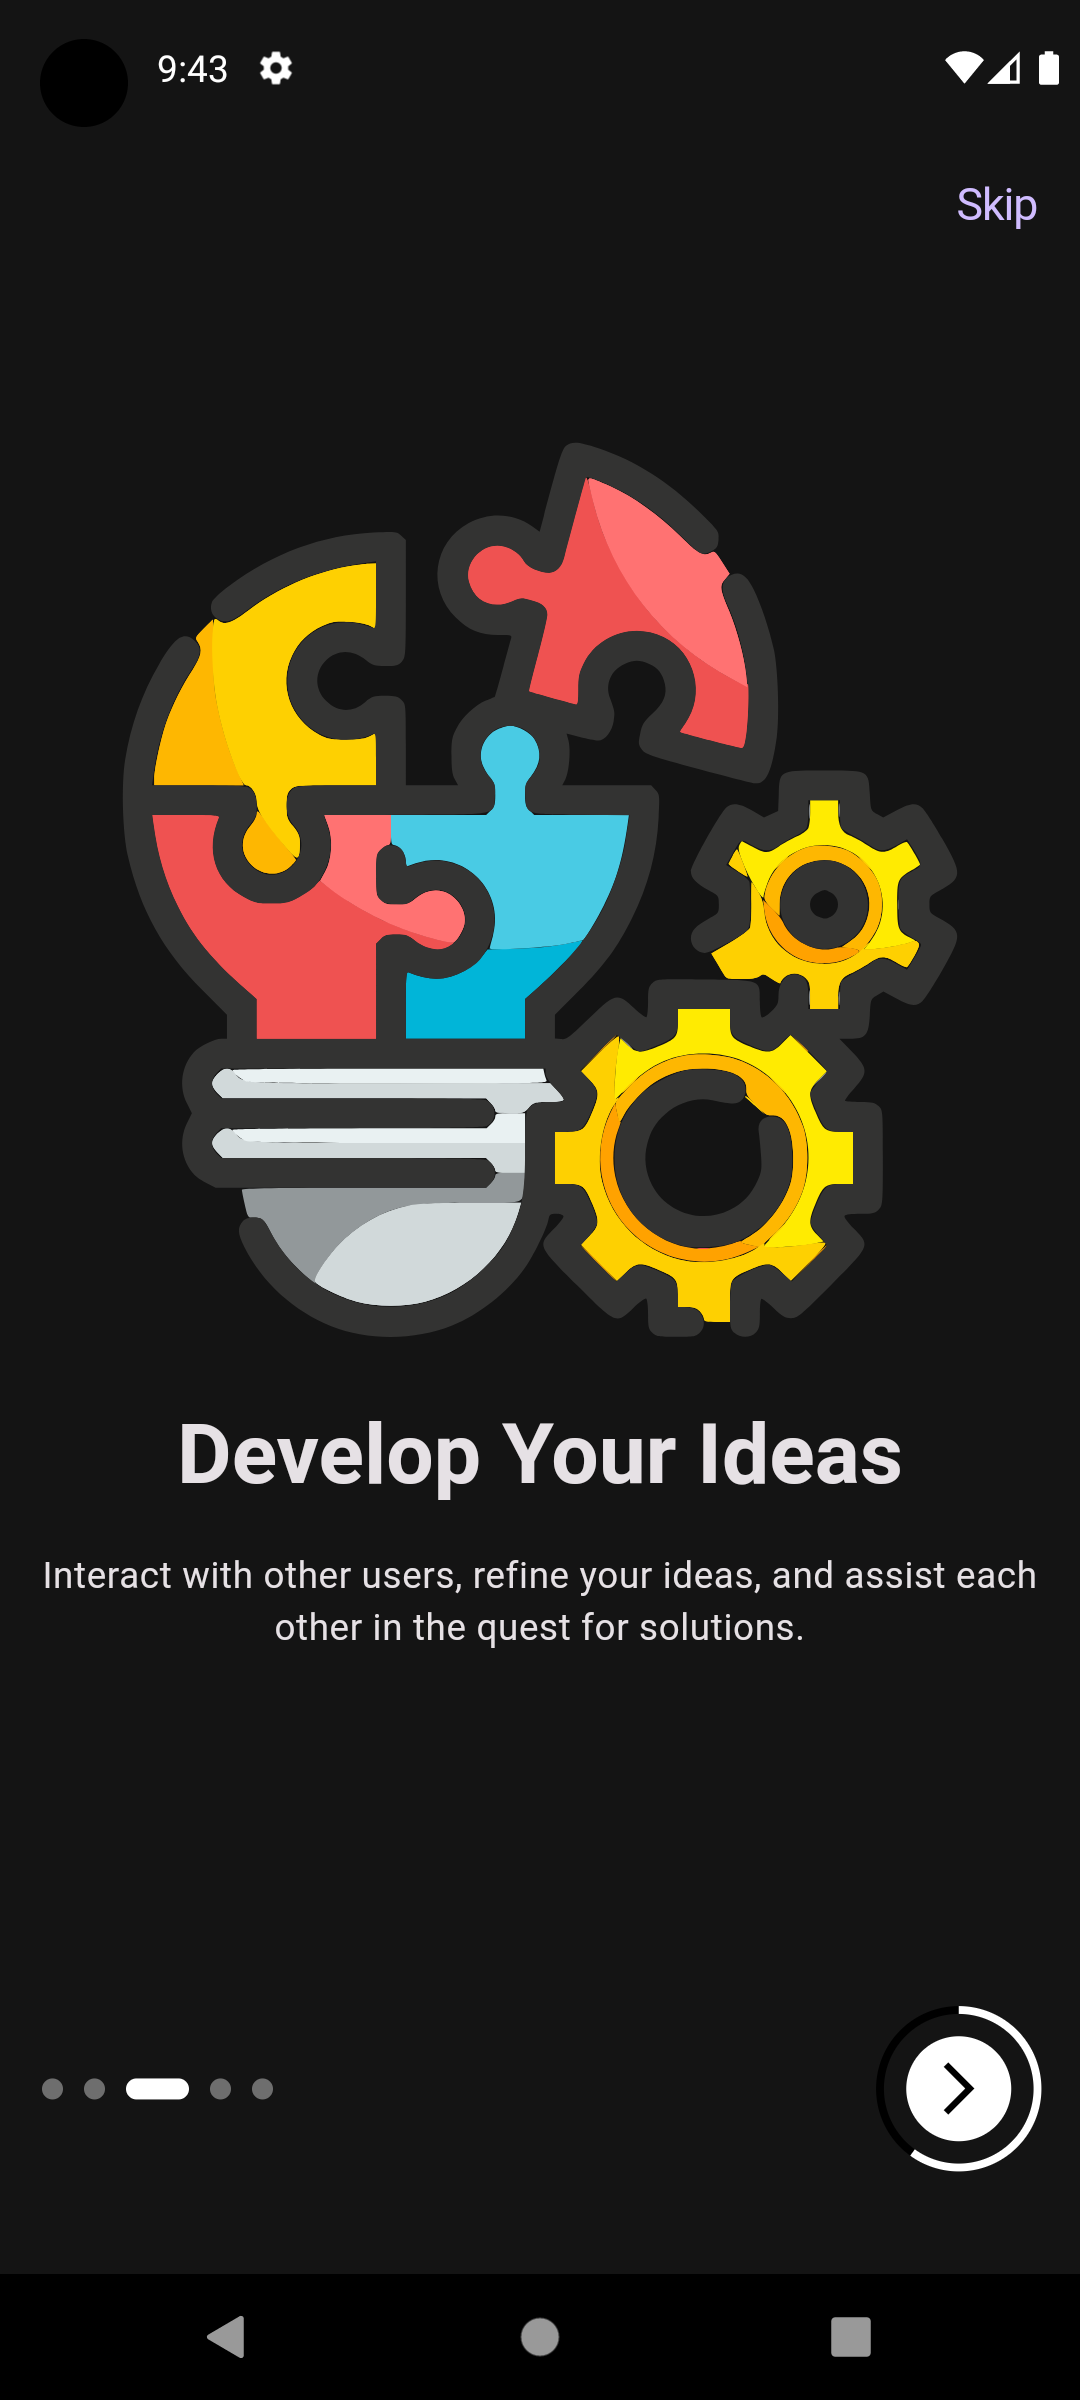 9:43
Skip
Develop Your Ideas
Interact with other users, refine your ideas, and assist each
other in the quest for solutions.